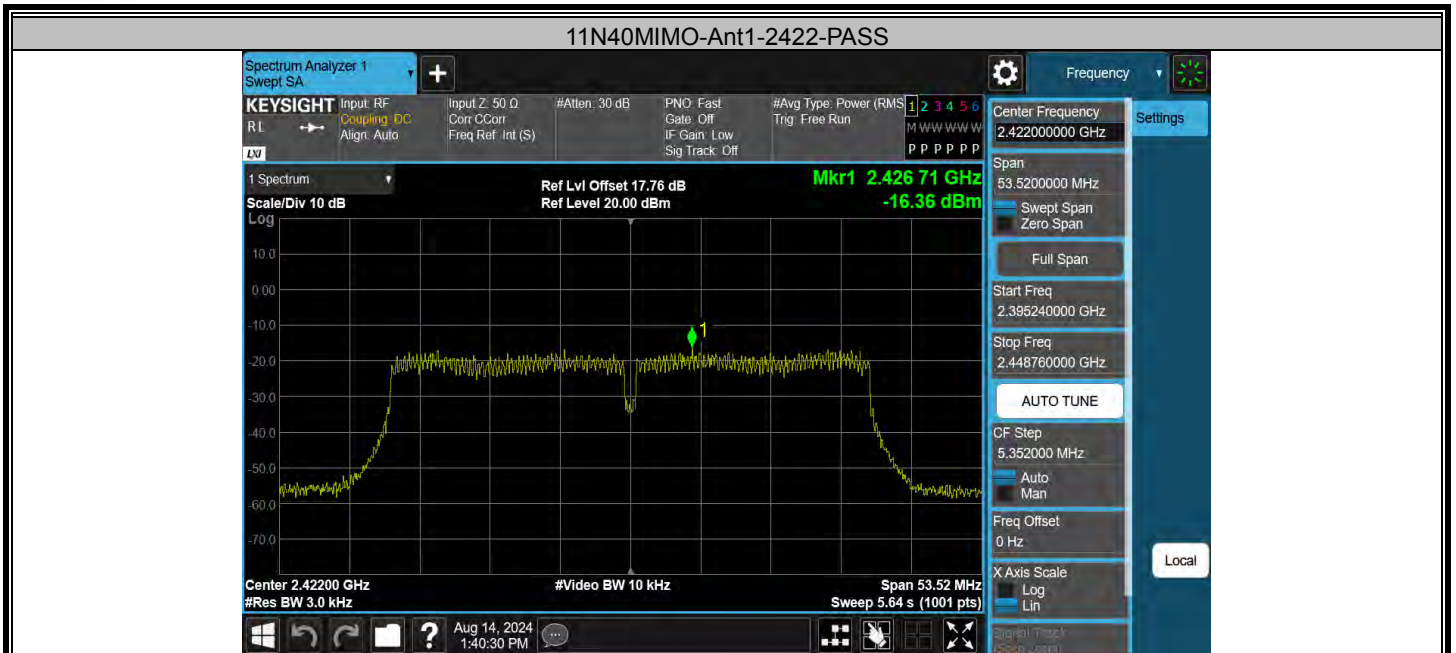 11N40MIMO-Ant1-2422-PASS
Spectrum Analyzer 1
Swept SA
+
Frequency
KEYSIGHT
RL
LXI
Input: RF
Coupling: DC
Align: Auto
Input Z: 50 Ω
Corr CCorr
Freq Ref: Int (S)
#Atten: 30 dB
PNO: Fast
Gate: Off
IF Gain: Low
Sig Track: Off
#Avg Type: Power (RMS
Trig: Free Run
1 2 3 4 5 6
M W W W W W
P P P P P P
Center Frequency
2.422000000 GHz
Settings
Span
53.5200000 MHz
Swept Span
Zero Span
Full Span
Start Freq
2.395240000 GHz
Stop Freq
2.448760000 GHz
AUTO TUNE
CF Step
5.352000 MHz
Auto
Man
Freq Offset
0 Hz
X Axis Scale
Log
Lin
Local
1 Spectrum
Scale/Div 10 dB
Log
Ref Lvl Offset 17.76 dB
Ref Level 20.00 dBm
Mkr1 2.426 71 GHz
-16.36 dBm
10.0
0.00
-10.0
-20.0
-30.0
-40.0
-50.0
-60.0
-70.0
1
Center 2.42200 GHz
#Res BW 3.0 kHz
#Video BW 10 kHz
Span 53.52 MHz
Sweep 5.64 s (1001 pts)
?
Aug 14, 2024
1:40:30 PM